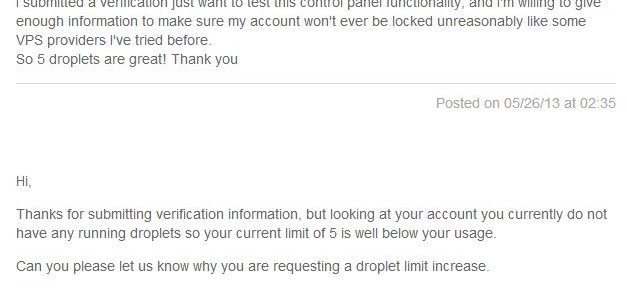 I submitted a verification just want to test this control panel functionality, and I'm willing to give
enough information to make sure my account won't ever be locked unreasonably like some
VPS providers I've tried before.
So 5 droplets are great! Thank you
Posted on 05/26/13 at 02:35
Hi,
Thanks for submitting verification information, but looking at your account you currently do not
have any running droplets so your current limit of 5 is well below your usage.
Can you please let us know why you are requesting a droplet limit increase.